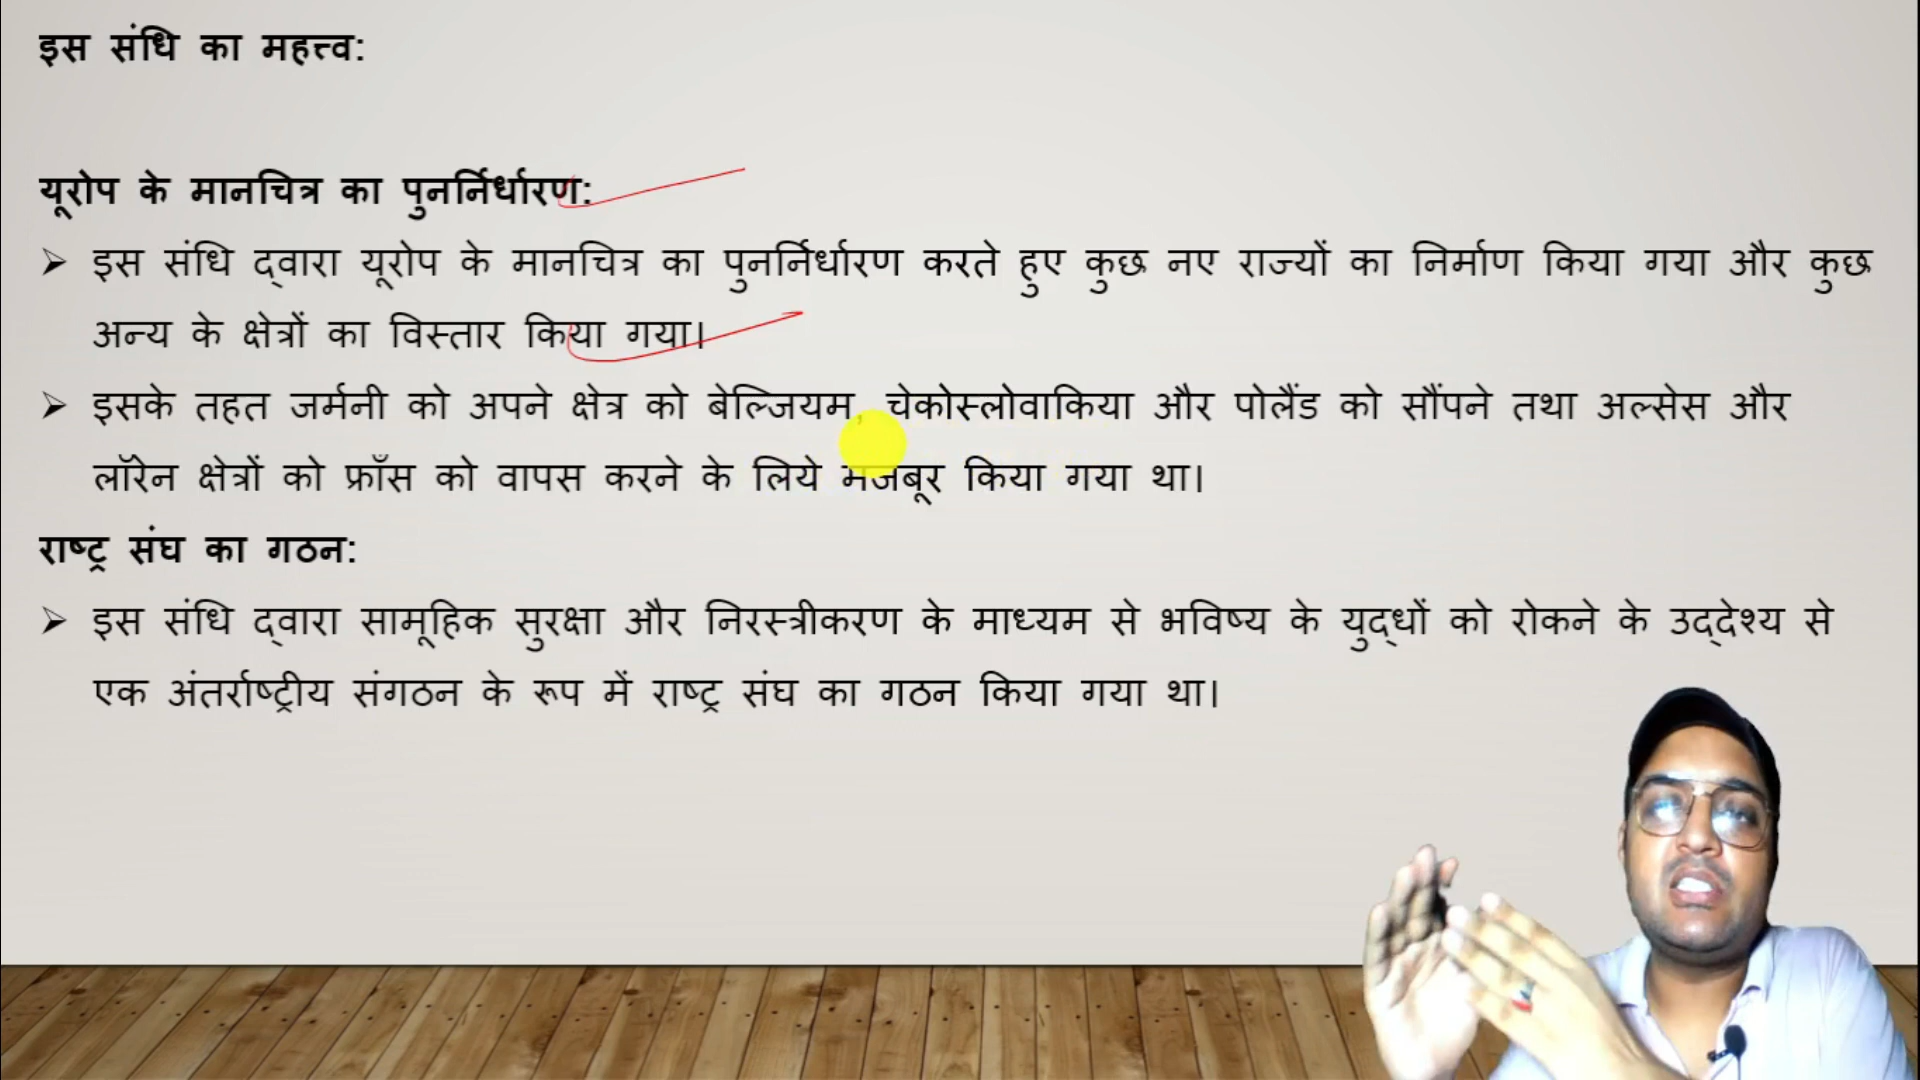 इस संधि का महत्त्व:
यूरोप के मानचित्र का पुनर्निर्धारण:
➢ इस संधि द्वारा यूरोप के मानचित्र का पुनर्निर्धारण करते हुए कुछ नए राज्यों का निर्माण किया गया और कुछ
अन्य के क्षेत्रों का विस्तार किया गया।
➢ इसके तहत जर्मनी को अपने क्षेत्र को बेल्जियम, चेकोस्लोवाकिया और पोलैंड को सौंपने तथा अल्सेस और
लॉरेन क्षेत्रों को फ्राँस को वापस करने के लिये मजबूर किया गया था।
राष्ट्र संघ का गठन:
➢ इस संधि द्वारा सामूहिक सुरक्षा और निरस्त्रीकरण के माध्यम से भविष्य के युद्धों को रोकने के उद्देश्य से
एक अंतर्राष्ट्रीय संगठन के रूप में राष्ट्र संघ का गठन किया गया था।